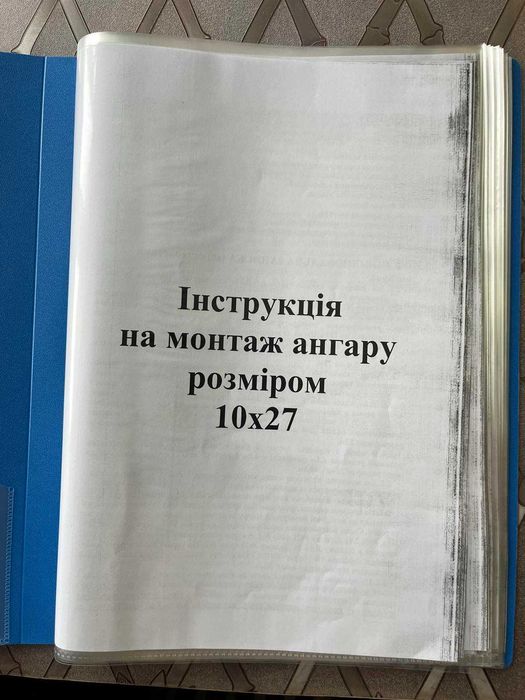 Інструкція
на монтаж ангару
розміром
10х27